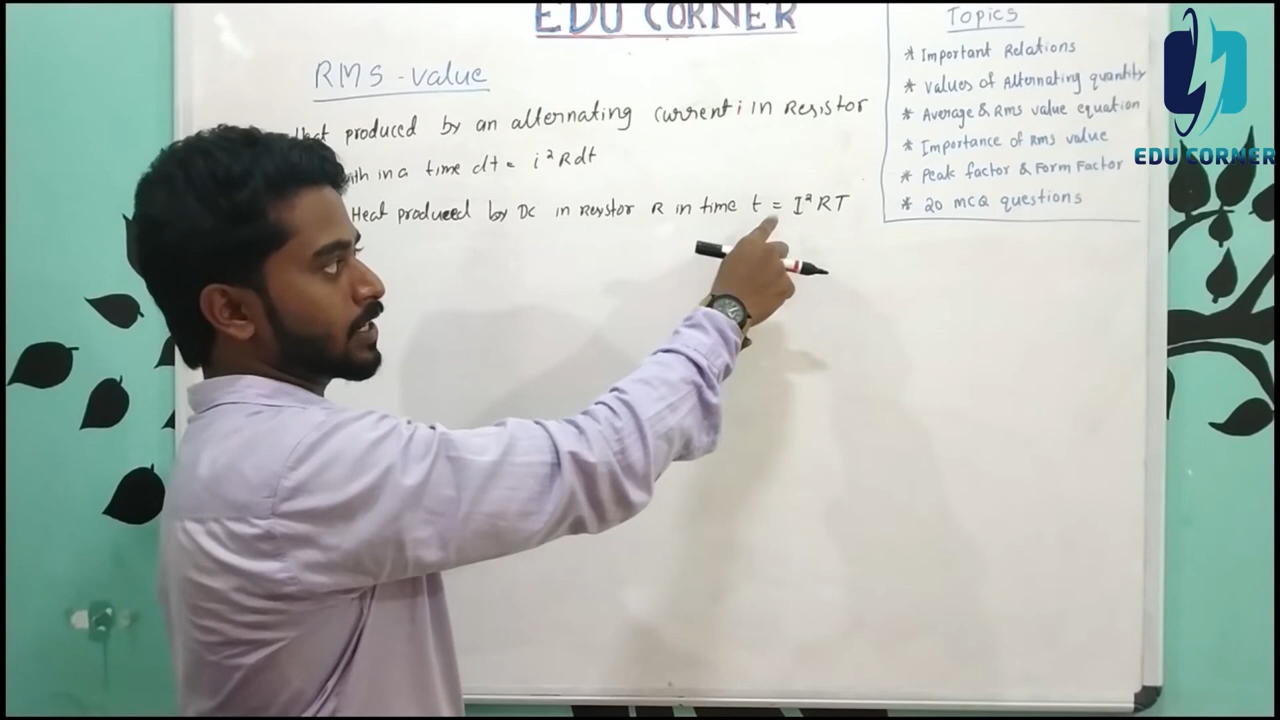 EDU CORNER
RMS-value
Heat produced by an alternating current i in Resistor
with in a time dt = i²Rdt
Heat produced by DC in resistor R in time t = I²RT
Topics
* Important Relations
* Values of Alternating quantity
* Average & Rms value equation
* Importance of Rms value
* Peak factor & Form Factor
* 20 MCQ questions
EDU CORNER